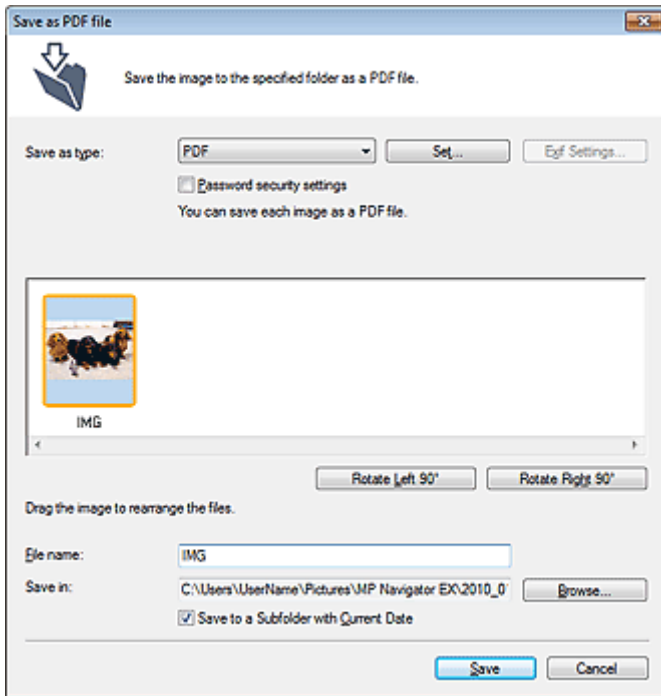 Save as PDF file
Save the image to the specified folder as a PDF file.
Save as type: PDF Set... Exif Settings...
Password security settings
You can save each image as a PDF file.
IMG
Rotate Left 90° Rotate Right 90°
Drag the image to rearrange the files.
File name: IMG
Save in: C:\Users\UserName\Pictures\MP Navigator EX\2010_0 Browse...
Save to a Subfolder with Current Date
Save Cancel